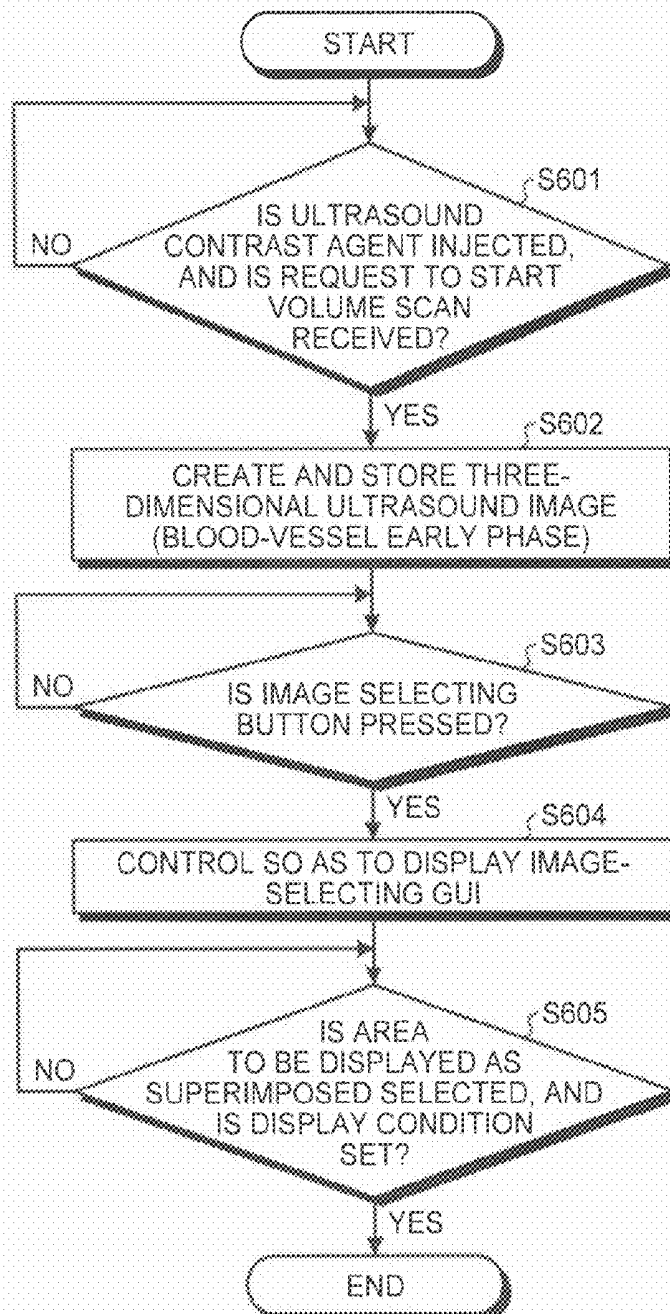 START
S601
IS ULTRASOUND
CONTRAST AGENT INJECTED,
AND IS REQUEST TO START
VOLUME SCAN
RECEIVED?
NO
YES
S602
CREATE AND STORE THREE-
DIMENSIONAL ULTRASOUND IMAGE
(BLOOD-VESSEL EARLY PHASE)
S603
IS IMAGE SELECTING
BUTTON PRESSED?
NO
YES
S604
CONTROL SO AS TO DISPLAY IMAGE-
SELECTING GUI
S605
IS AREA
TO BE DISPLAYED AS
SUPERIMPOSED SELECTED, AND
IS DISPLAY CONDITION
SET?
NO
YES
END